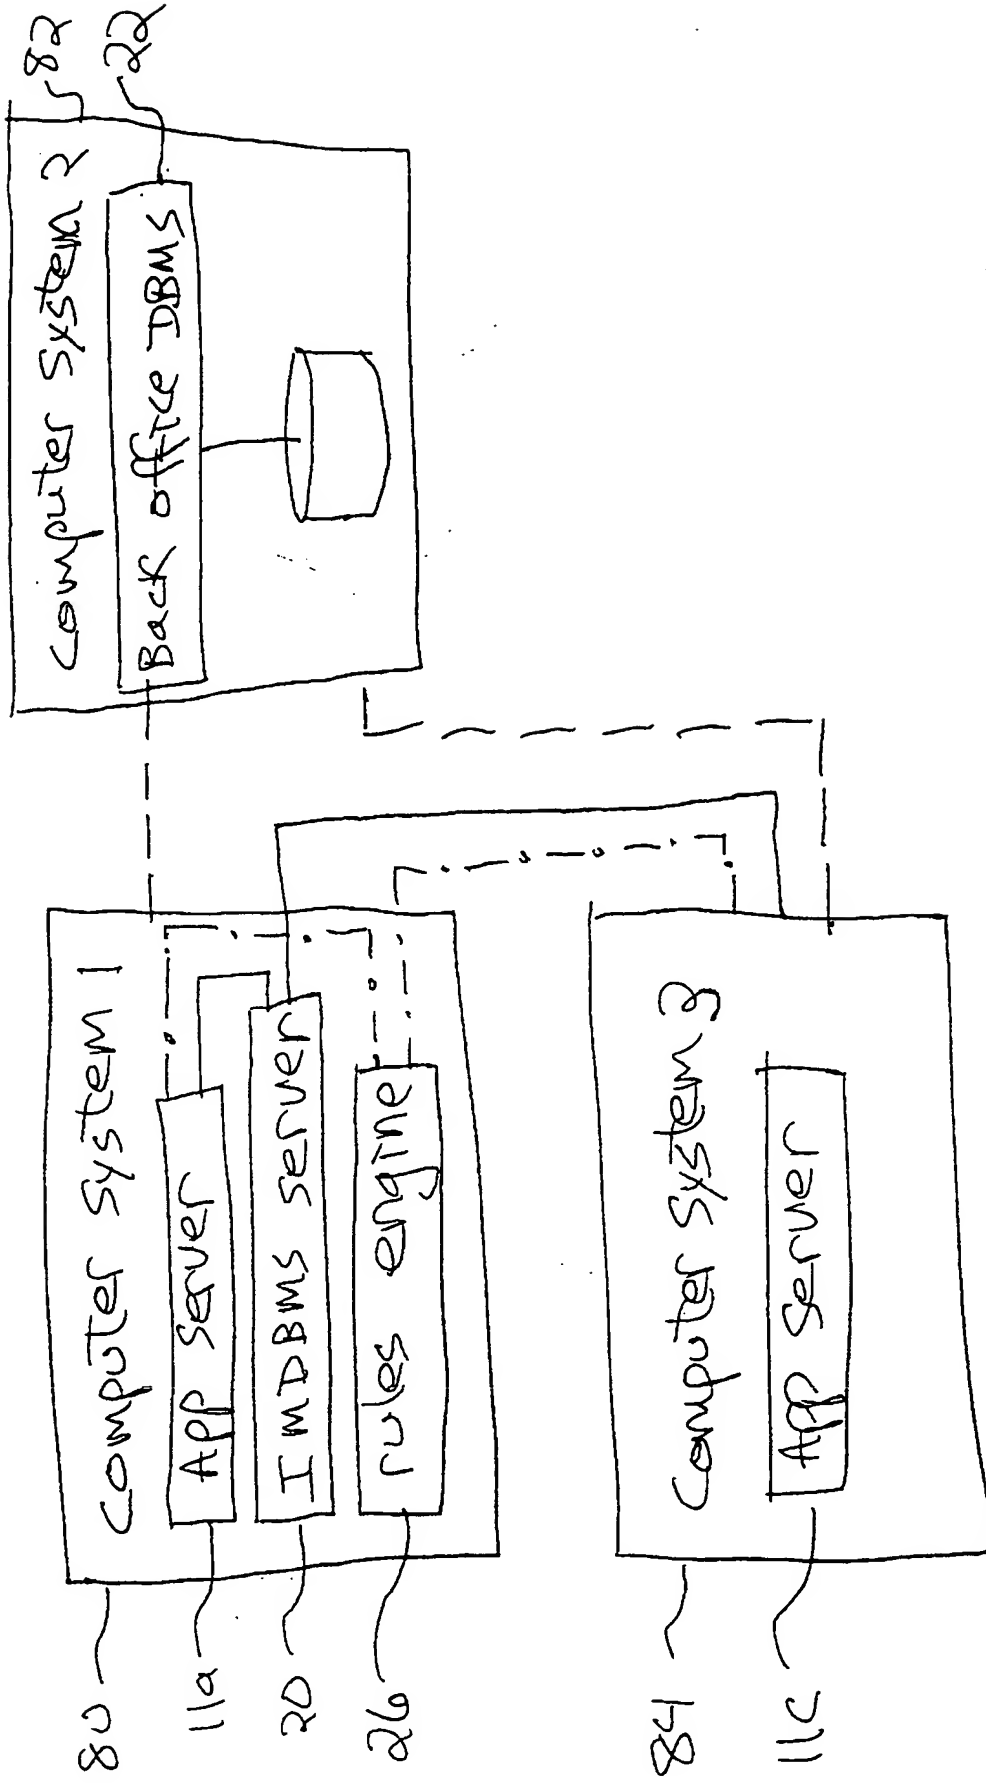 80
Computer System 1
11a
App Server
20
IMDBMS server
26
rules engine
Computer System 2
82
Back office DBMS
22
84
Computer System 3
11c
App Server